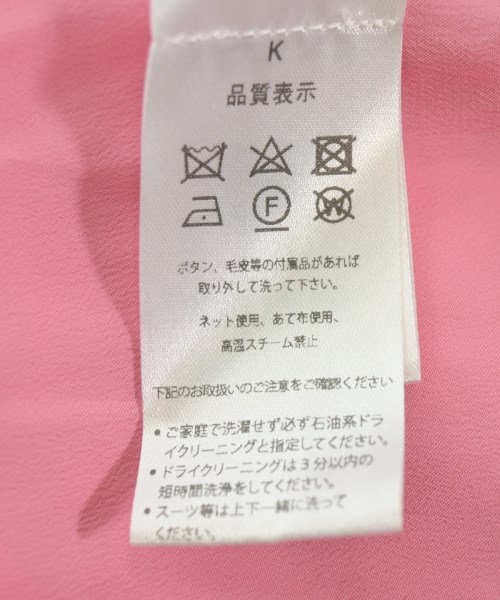 K
品質表示
F
W
ボタン、毛皮等の付属品があれば
取り外して洗って下さい。
ネット使用、あて布使用、
高温スチーム禁止
下記のお取扱いのご注意をご確認ください
●ご家庭で洗濯せず必ず石油系ドラ
イクリーニングと指定してください。
●ドライクリーニングは3分以内の
短時間洗浄をしてください。
●スーツ等は上下一緒に洗って
ください。